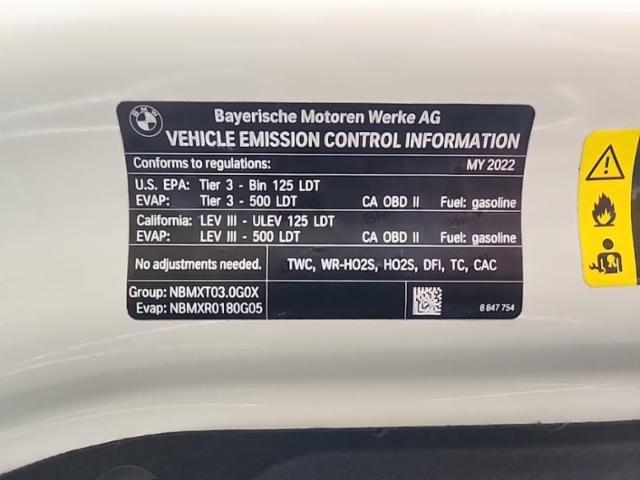 BMW
Bayerische Motoren Werke AG
VEHICLE EMISSION CONTROL INFORMATION
Conforms to regulations: MY 2022
U.S. EPA: Tier 3 - Bin 125 LDT
EVAP: Tier 3 - 500 LDT CA OBD II Fuel: gasoline
California: LEV III - ULEV 125 LDT
EVAP: LEV III - 500 LDT CA OBD II Fuel: gasoline
No adjustments needed. TWC, WR-HO2S, HO2S, DFI, TC, CAC
Group: NBMXT03.0G0X
Evap: NBMXR0180G05 8 847 754